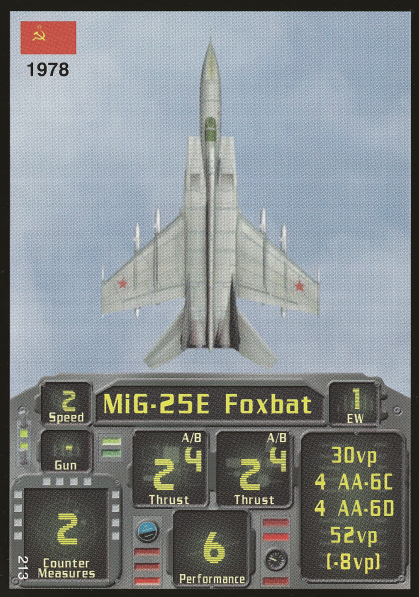 1978
2
Speed
MiG-25E Foxbat
1
EW
-
Gun
A/B
2 4
Thrust
A/B
2 4
Thrust
30vp
4 AA-6C
4 AA-6D
52vp
(-8vp)
2
Counter
Measures
6
Performance
213